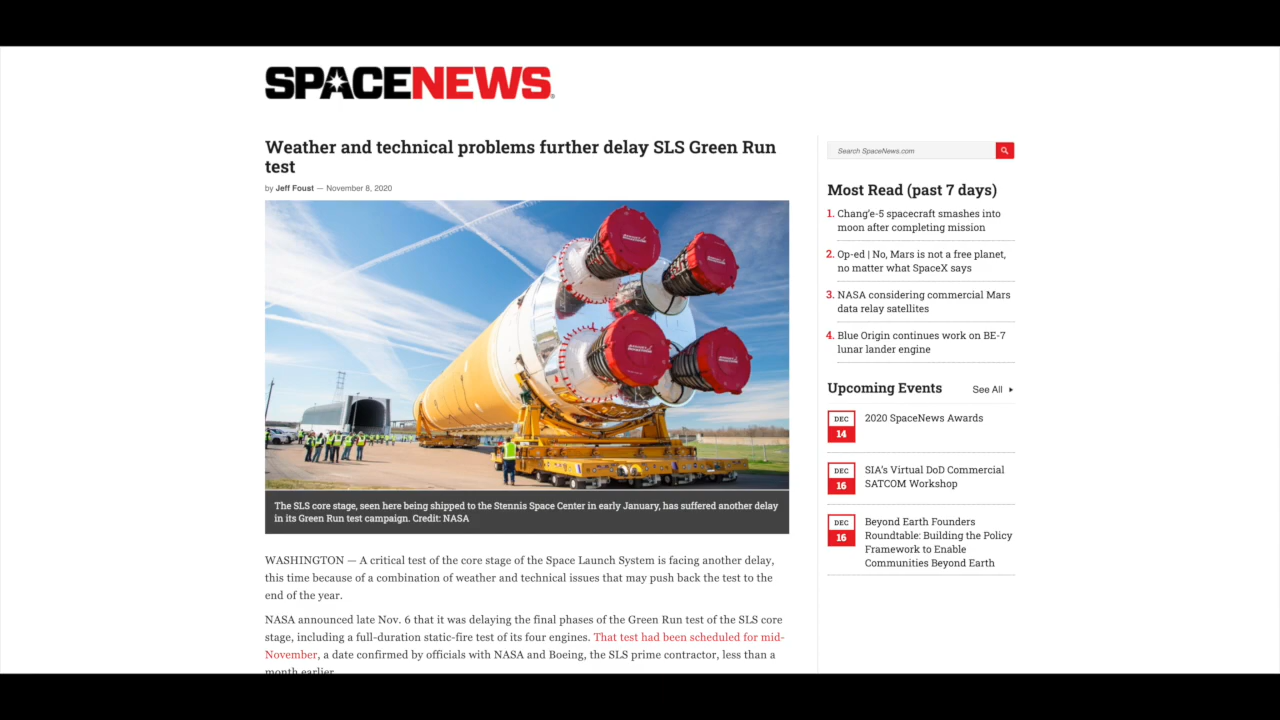 SPACENEWS
Weather and technical problems further delay SLS Green Run
test
by Jeff Foust — November 8, 2020
The SLS core stage, seen here being shipped to the Stennis Space Center in early January, has suffered another delay
in its Green Run test campaign. Credit: NASA
WASHINGTON — A critical test of the core stage of the Space Launch System is facing another delay,
this time because of a combination of weather and technical issues that may push back the test to the
end of the year.
NASA announced late Nov. 6 that it was delaying the final phases of the Green Run test of the SLS core
stage, including a full-duration static-fire test of its four engines. That test had been scheduled for mid-
November, a date confirmed by officials with NASA and Boeing, the SLS prime contractor, less than a
month earlier.
Search SpaceNews.com
Most Read (past 7 days)
1. Chang'e-5 spacecraft smashes into
moon after completing mission
2. Op-ed | No, Mars is not a free planet,
no matter what SpaceX says
3. NASA considering commercial Mars
data relay satellites
4. Blue Origin continues work on BE-7
lunar lander engine
Upcoming Events See All
DEC
14
2020 SpaceNews Awards
DEC
16
SIA's Virtual DoD Commercial
SATCOM Workshop
DEC
16
Beyond Earth Founders
Roundtable: Building the Policy
Framework to Enable
Communities Beyond Earth